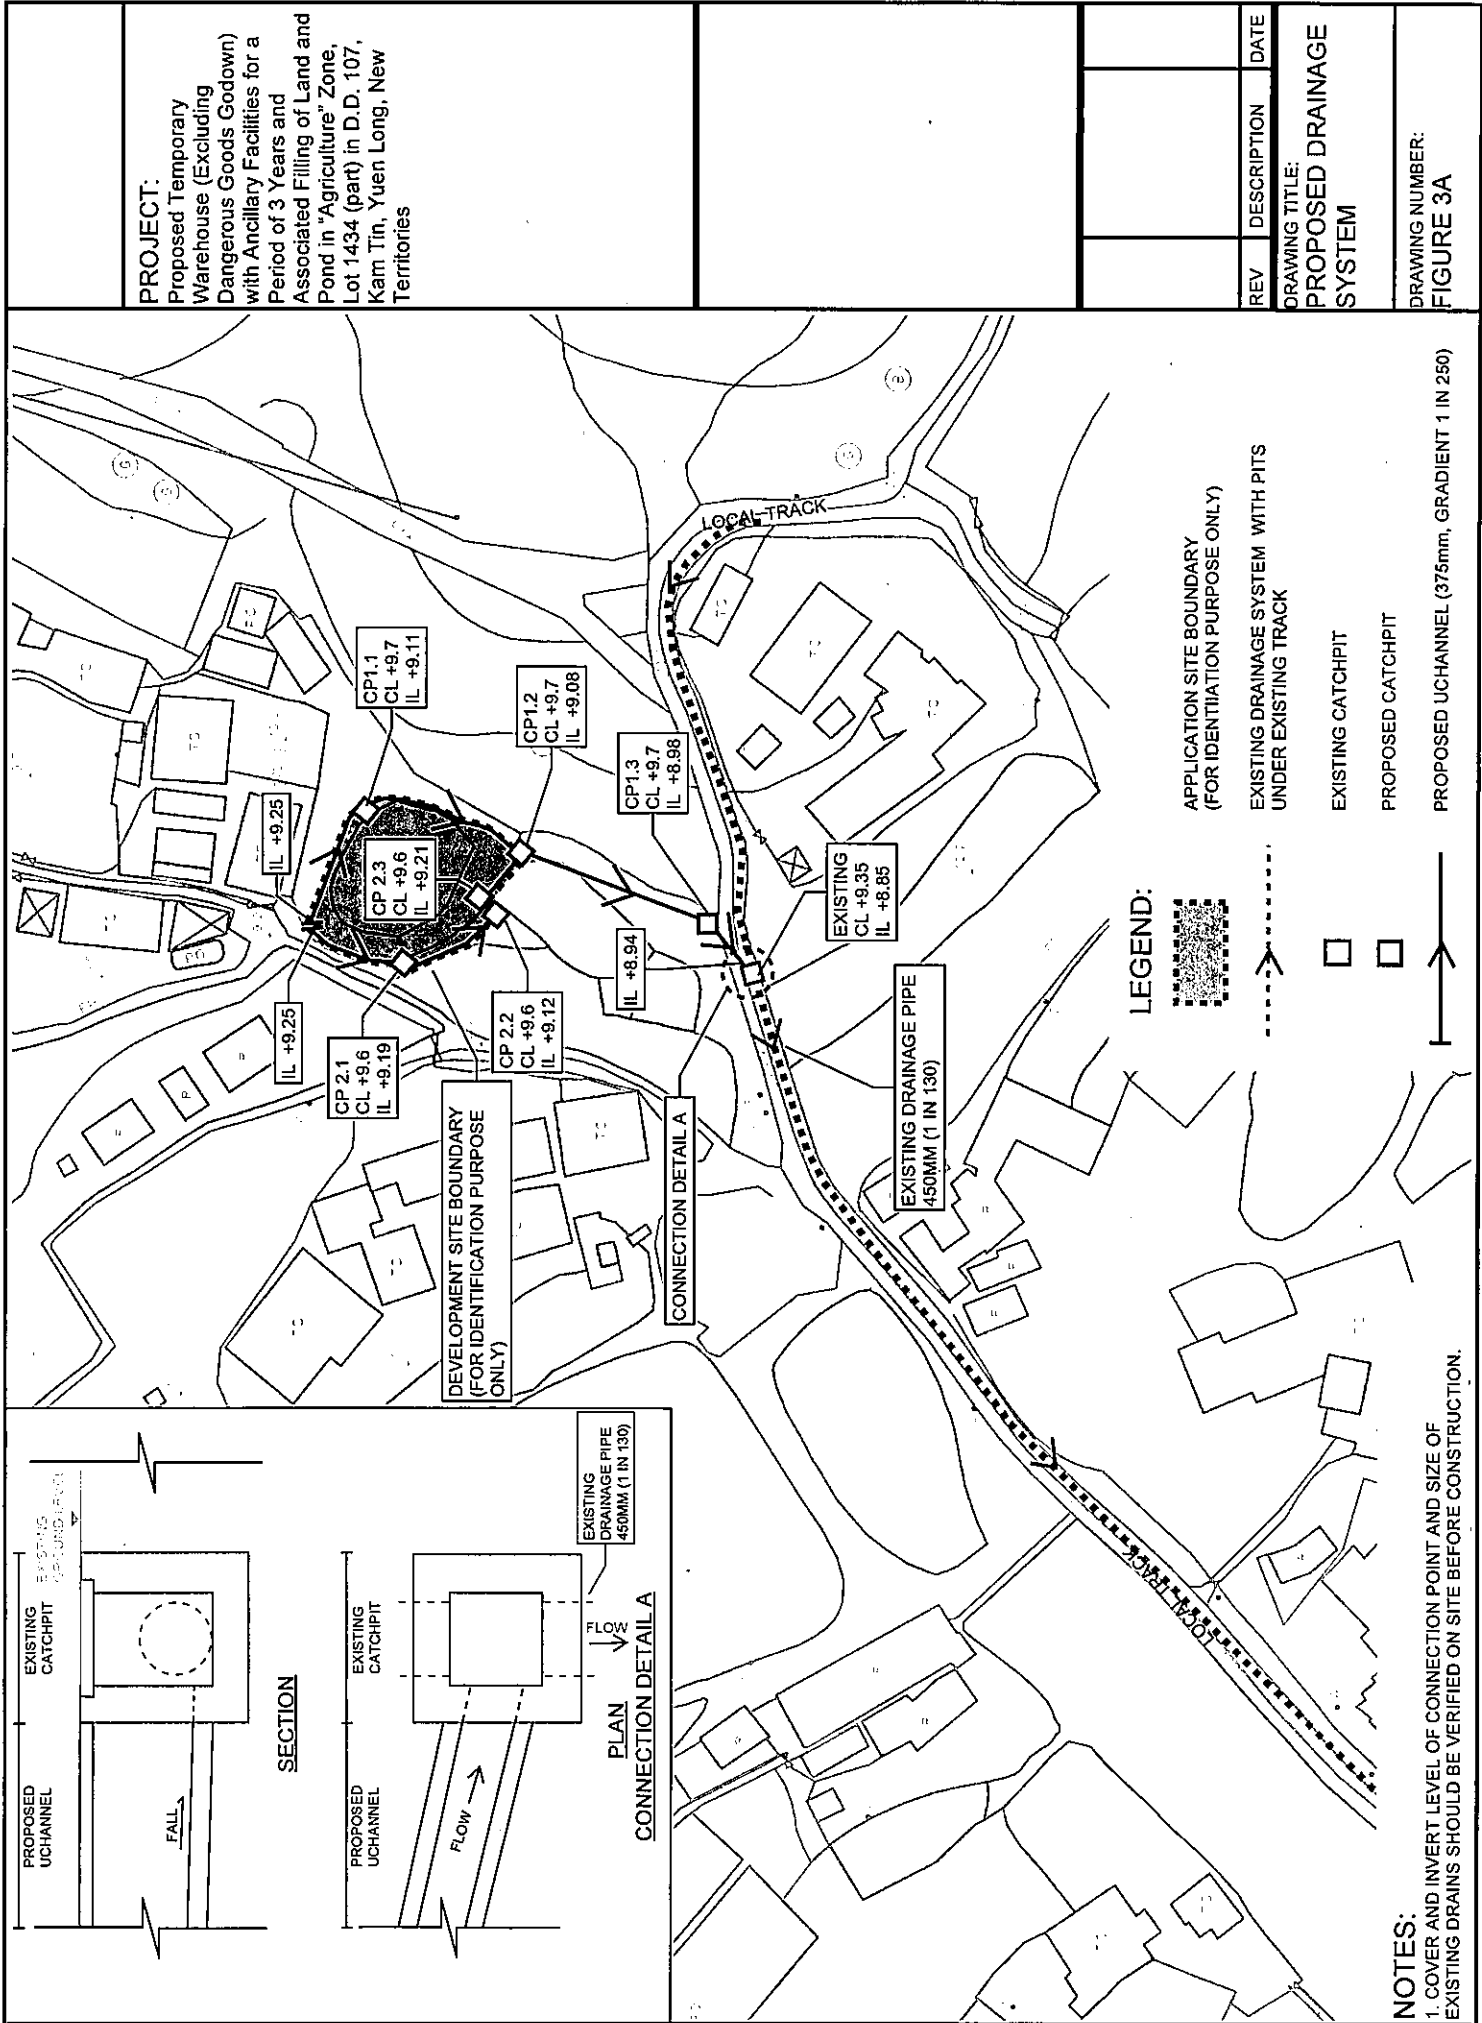 PROPOSED
UCHANNEL
EXISTING
CATCHPIT
EXISTING
GROUND LEVEL
FALL
SECTION
PROPOSED
UCHANNEL
EXISTING
CATCHPIT
FLOW
FLOW
EXISTING
DRAINAGE PIPE
450MM (1 IN 130)
PLAN
CONNECTION DETAIL A
IL +9.25
IL +9.25
CP1.1
CL +9.7
IL +9.11
CP 2.3
CL +9.6
IL +9.21
CP 2.1
CL +9.6
IL +9.19
CP1.2
CL +9.7
IL +9.08
CP 2.2
CL +9.6
IL +9.12
DEVELOPMENT SITE BOUNDARY
(FOR IDENTIFICATION PURPOSE
ONLY)
CP1.3
CL +9.7
IL +8.98
IL +8.94
CONNECTION DETAIL A
EXISTING
CL +9.35
IL +8.85
EXISTING DRAINAGE PIPE
450MM (1 IN 130)
LOCAL TRACK
LOCAL TRACK
LEGEND:
APPLICATION SITE BOUNDARY
(FOR IDENTIATION PURPOSE ONLY)
EXISTING DRAINAGE SYSTEM WITH PITS
UNDER EXISTING TRACK
EXISTING CATCHPIT
PROPOSED CATCHPIT
PROPOSED UCHANNEL (375mm, GRADIENT 1 IN 250)
NOTES:
1. COVER AND INVERT LEVEL OF CONNECTION POINT AND SIZE OF
EXISTING DRAINS SHOULD BE VERIFIED ON SITE BEFORE CONSTRUCTION.
PROJECT:
Proposed Temporary
Warehouse (Excluding
Dangerous Goods Godown)
with Ancillary Facilities for a
Period of 3 Years and
Associated Filling of Land and
Pond in "Agriculture" Zone,
Lot 1434 (part) in D.D. 107,
Kam Tin, Yuen Long, New
Territories
REV DESCRIPTION DATE
DRAWING TITLE:
PROPOSED DRAINAGE
SYSTEM
DRAWING NUMBER:
FIGURE 3A